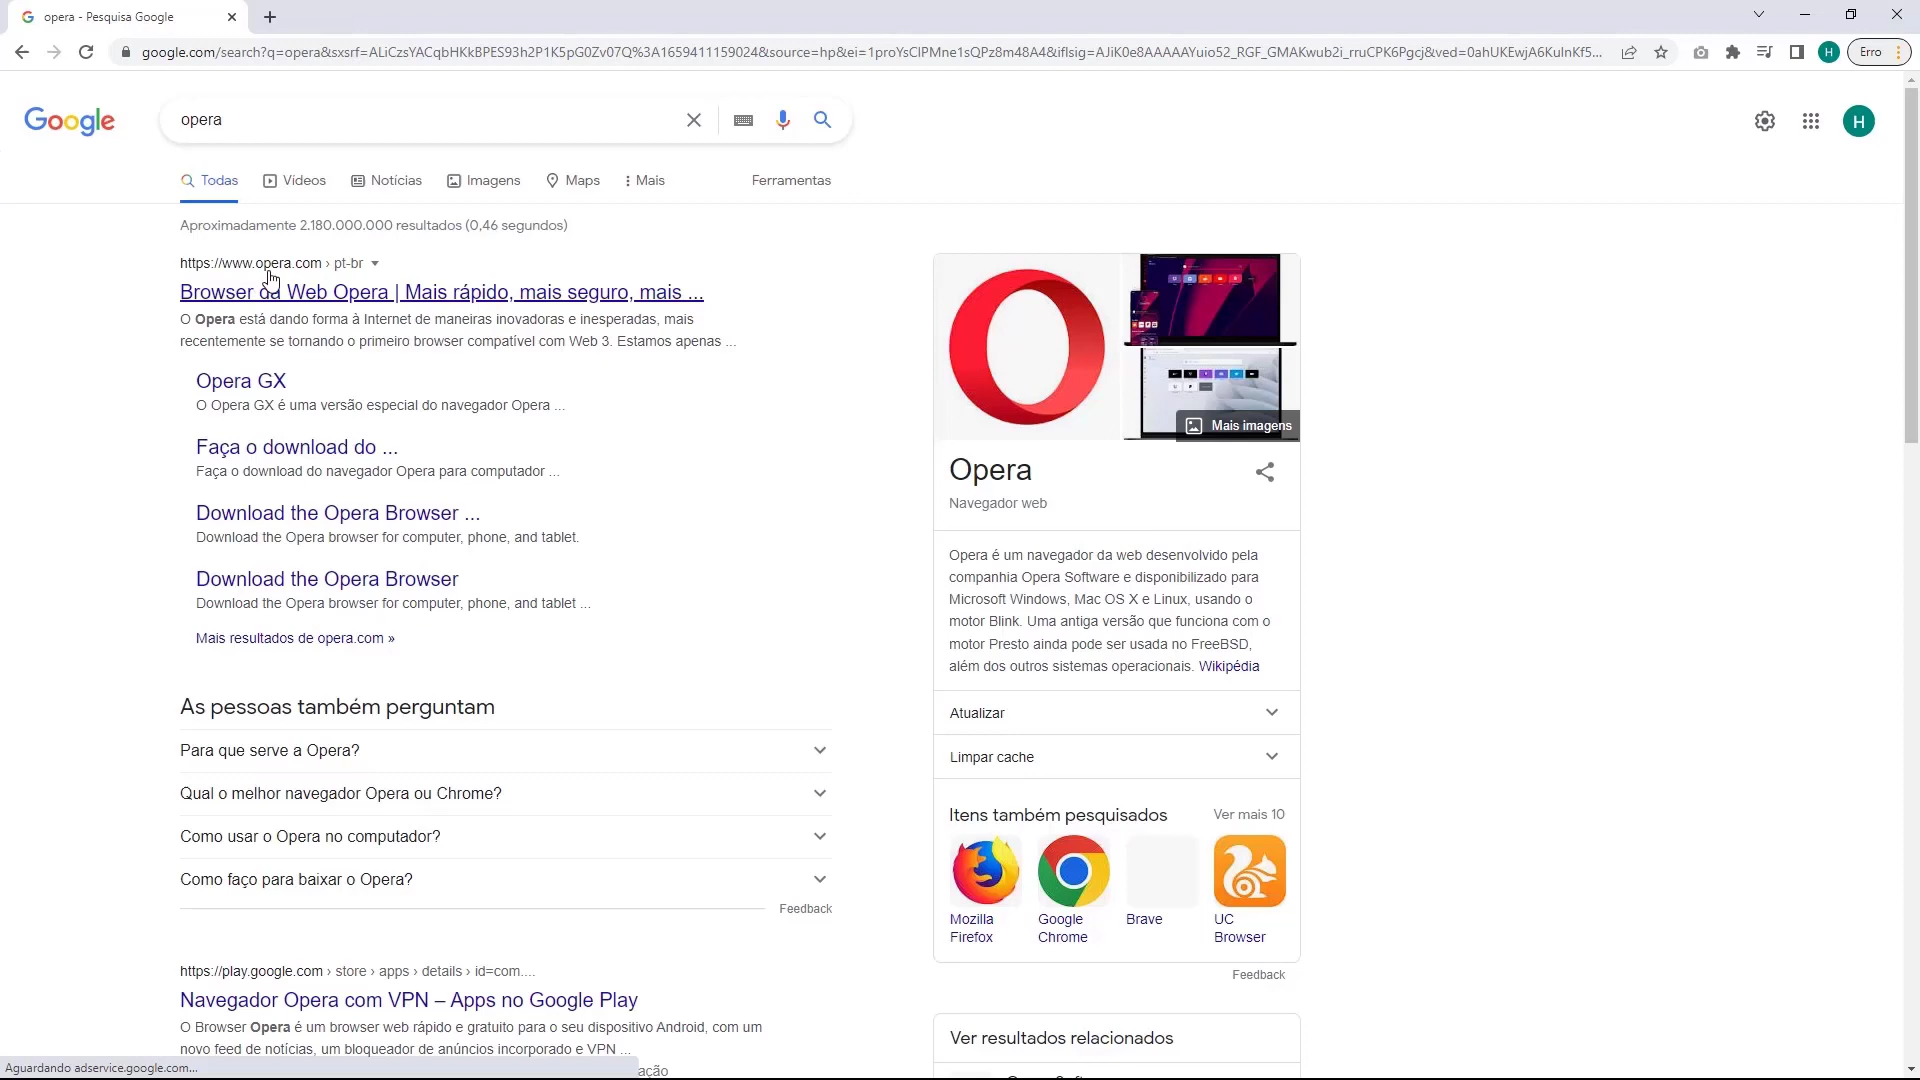 opera - Pesquisa Google
google.com/search?q=opera&sxsrf=ALiCzsYACqbHKkBPES93h2P1K5pG0Zv07Q%3A1659411159024&source=hp&ei=1proYsClPMne1sQPz8m48A4&iflsig=AJiK0e8AAAAAYuio52_RGF_GMAKwub2i_rruCPK6Pgcj&ved=0ahUKEwjA6KulnKf5...
H
Erro
Google
opera
H
Todas
Vídeos
Notícias
Imagens
Maps
Mais
Ferramentas
Aproximadamente 2.180.000.000 resultados (0,46 segundos)
https://www.opera.com › pt-br
Browser da Web Opera | Mais rápido, mais seguro, mais ...
O Opera está dando forma à Internet de maneiras inovadoras e inesperadas, mais
recentemente se tornando o primeiro browser compatível com Web 3. Estamos apenas ...
Opera GX
O Opera GX é uma versão especial do navegador Opera ...
Faça o download do ...
Faça o download do navegador Opera para computador ...
Download the Opera Browser ...
Download the Opera browser for computer, phone, and tablet.
Download the Opera Browser
Download the Opera browser for computer, phone, and tablet ...
Mais resultados de opera.com »
As pessoas também perguntam
Para que serve a Opera?
Qual o melhor navegador Opera ou Chrome?
Como usar o Opera no computador?
Como faço para baixar o Opera?
Feedback
https://play.google.com › store › apps › details › id=com....
Navegador Opera com VPN – Apps no Google Play
O Browser Opera é um browser web rápido e gratuito para o seu dispositivo Android, com um
novo feed de notícias, um bloqueador de anúncios incorporado e VPN ...
Aguardando adservice.google.com...
Mais imagens
Opera
Navegador web
Opera é um navegador da web desenvolvido pela
companhia Opera Software e disponibilizado para
Microsoft Windows, Mac OS X e Linux, usando o
motor Blink. Uma antiga versão que funciona com o
motor Presto ainda pode ser usada no FreeBSD,
além dos outros sistemas operacionais. Wikipédia
Atualizar
Limpar cache
Itens também pesquisados
Ver mais 10
Mozilla
Firefox
Google
Chrome
Brave
UC
Browser
Feedback
Ver resultados relacionados